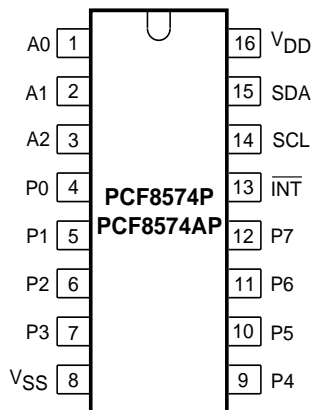 A0 1 16 VDD
A1 2 15 SDA
A2 3 14 SCL
P0 4 PCF8574P 13 INT
P1 5 PCF8574AP 12 P7
P2 6 11 P6
P3 7 10 P5
VSS 8 9 P4